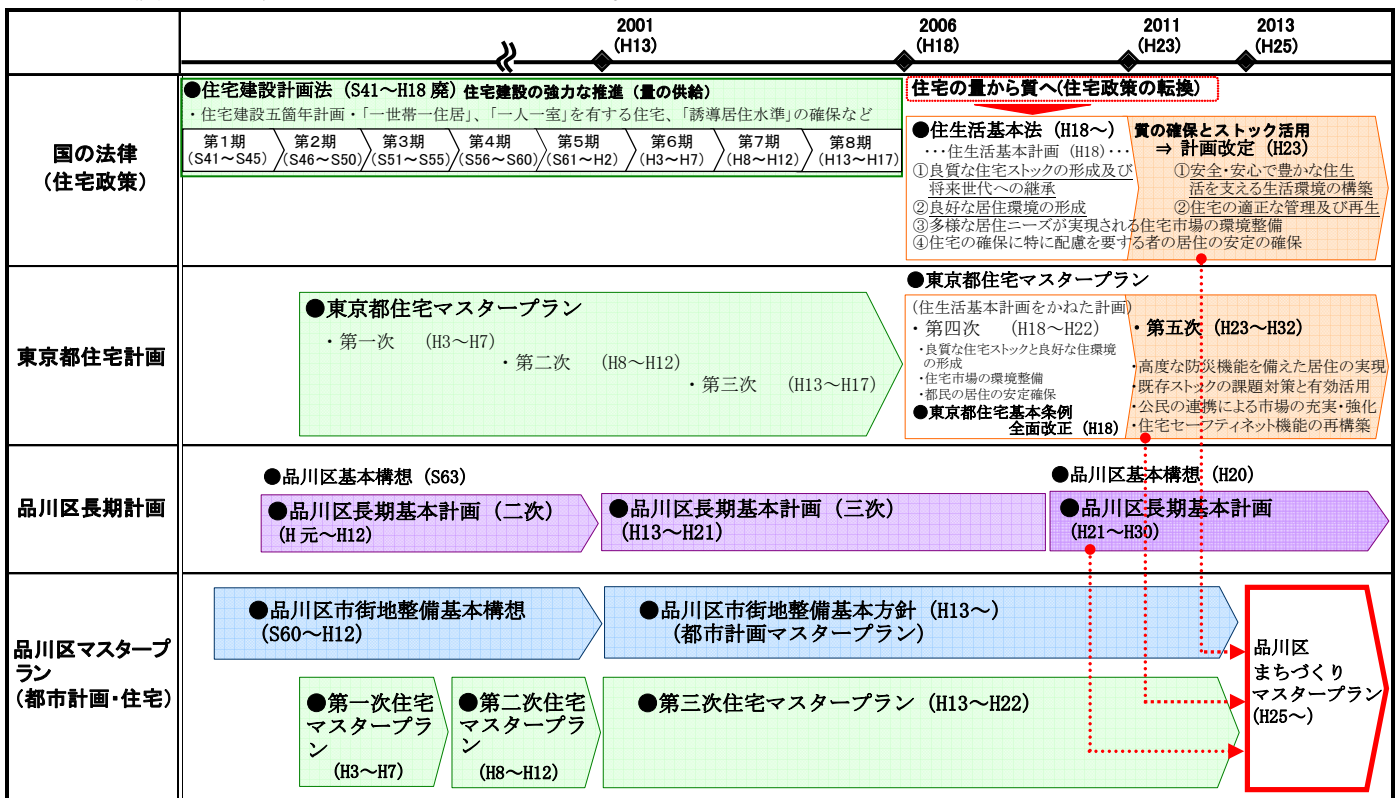 2001
(H13)
2006
(H18)
2011
(H23)
2013
(H25)
国の法律
(住宅政策)
●住宅建設計画法（S41～H18 廃）住宅建設の強力な推進（量の供給）
・住宅建設五箇年計画・「一世帯一住居」、「一人一室」を有する住宅、「誘導居住水準」の確保など
第１期
(S41～S45)
第２期
(S46～S50)
第３期
(S51～S55)
第４期
(S56～S60)
第５期
(S61～H2)
第６期
(H3～H7)
第７期
(H8～H12)
第８期
(H13～H17)
住宅の量から質へ(住宅政策の転換)
●住生活基本法（H18～）
･･･住生活基本計画（H18）･･･
①良質な住宅ストックの形成及び
将来世代への継承
②良好な居住環境の形成
③多様な居住ニーズが実現される住宅市場の環境整備
④住宅の確保に特に配慮を要する者の居住の安定の確保
質の確保とストック活用
⇒ 計画改定（H23）
①安全・安心で豊かな住生
活を支える生活環境の構築
②住宅の適正な管理及び再生
東京都住宅計画
●東京都住宅マスタープラン
・第一次　（H3～H7）
・第二次　（H8～H12）
・第三次　（H13～H17）
●東京都住宅マスタープラン
(住生活基本計画をかねた計画)
・第四次　（H18～H22）
・良質な住宅ストックと良好な住環境
の形成
・住宅市場の環境整備
・都民の居住の安定確保
●東京都住宅基本条例
全面改正（H18）
・第五次（H23～H32）
・高度な防災機能を備えた居住の実現
・既存ストックの課題対策と有効活用
・公民の連携による市場の充実・強化
・住宅セーフティネット機能の再構築
品川区長期計画
●品川区基本構想（S63）
●品川区長期基本計画（二次）
(H 元～H12)
●品川区長期基本計画（三次）
(H13～H21)
●品川区基本構想（H20）
●品川区長期基本計画
(H21～H30)
品川区マスタープ
ラン
(都市計画・住宅)
●品川区市街地整備基本構想
(S60～H12)
●品川区市街地整備基本方針（H13～）
(都市計画マスタープラン)
●第一次住宅
マスタープラ
ン
(H3～H7)
●第二次住宅
マスタープラ
ン
(H8～H12)
●第三次住宅マスタープラン（H13～H22）
品川区
まちづくり
マスタープラン
(H25～)